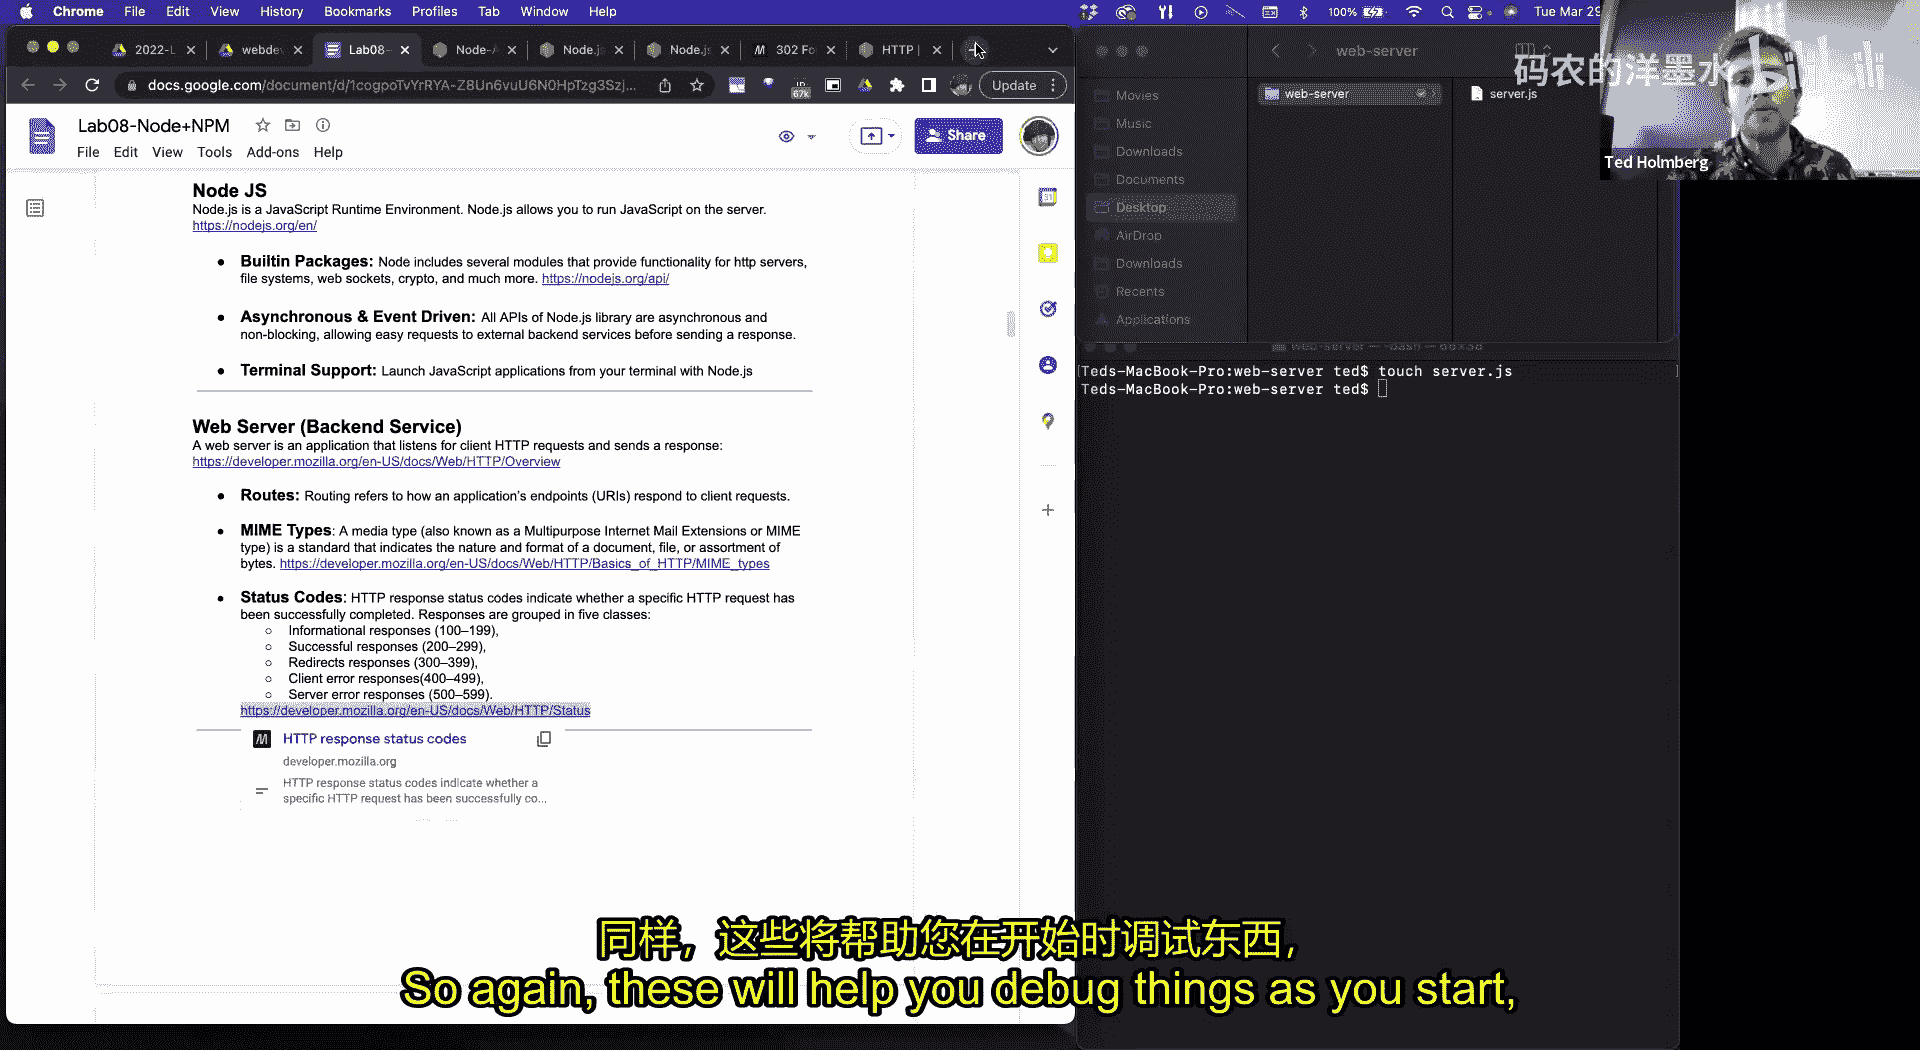 Chrome File Edit View History Bookmarks Profiles Tab Window Help
100%
Tue Mar 29
2022-L
webdev
Lab08-
Node-
Node.js
Node.js
302 Fo
HTTP |
docs.google.com/document/d/1cogpoTvYrRYA-Z8Un6vuU6N0HpTzg3Szj...
67k
Update
Lab08-Node+NPM
File Edit View Tools Add-ons Help
Share
Node JS
Node.js is a JavaScript Runtime Environment. Node.js allows you to run JavaScript on the server.
https://nodejs.org/en/
● Builtin Packages: Node includes several modules that provide functionality for http servers,
file systems, web sockets, crypto, and much more. https://nodejs.org/api/
● Asynchronous & Event Driven: All APIs of Node.js library are asynchronous and
non-blocking, allowing easy requests to external backend services before sending a response.
● Terminal Support: Launch JavaScript applications from your terminal with Node.js
Web Server (Backend Service)
A web server is an application that listens for client HTTP requests and sends a response:
https://developer.mozilla.org/en-US/docs/Web/HTTP/Overview
● Routes: Routing refers to how an application's endpoints (URIs) respond to client requests.
● MIME Types: A media type (also known as a Multipurpose Internet Mail Extensions or MIME
type) is a standard that indicates the nature and format of a document, file, or assortment of
bytes. https://developer.mozilla.org/en-US/docs/Web/HTTP/Basics_of_HTTP/MIME_types
● Status Codes: HTTP response status codes indicate whether a specific HTTP request has
been successfully completed. Responses are grouped in five classes:
○ Informational responses (100–199),
○ Successful responses (200–299),
○ Redirects responses (300–399),
○ Client error responses(400–499),
○ Server error responses (500–599).
https://developer.mozilla.org/en-US/docs/Web/HTTP/Status
HTTP response status codes
developer.mozilla.org
HTTP response status codes indicate whether a
specific HTTP request has been successfully co...
31
web-server
Movies
Music
Downloads
Documents
Desktop
AirDrop
Downloads
Recents
Applications
web-server
server.js
码农的洋墨水
bilibili
Ted Holmberg
web-server — -bash —
Teds-MacBook-Pro:web-server ted$ touch server.js
Teds-MacBook-Pro:web-server ted$
同样，这些将帮助您在开始时调试东西，
So again, these will help you debug things as you start,